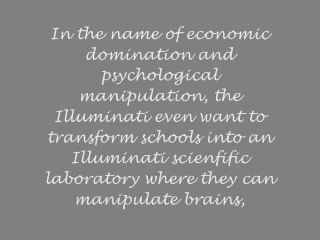 In the name of economic
domination and
psychological
manipulation, the
Illuminati even want to
transform schools into an
Illuminati scienfific
laboratory where they can
manipulate brains,